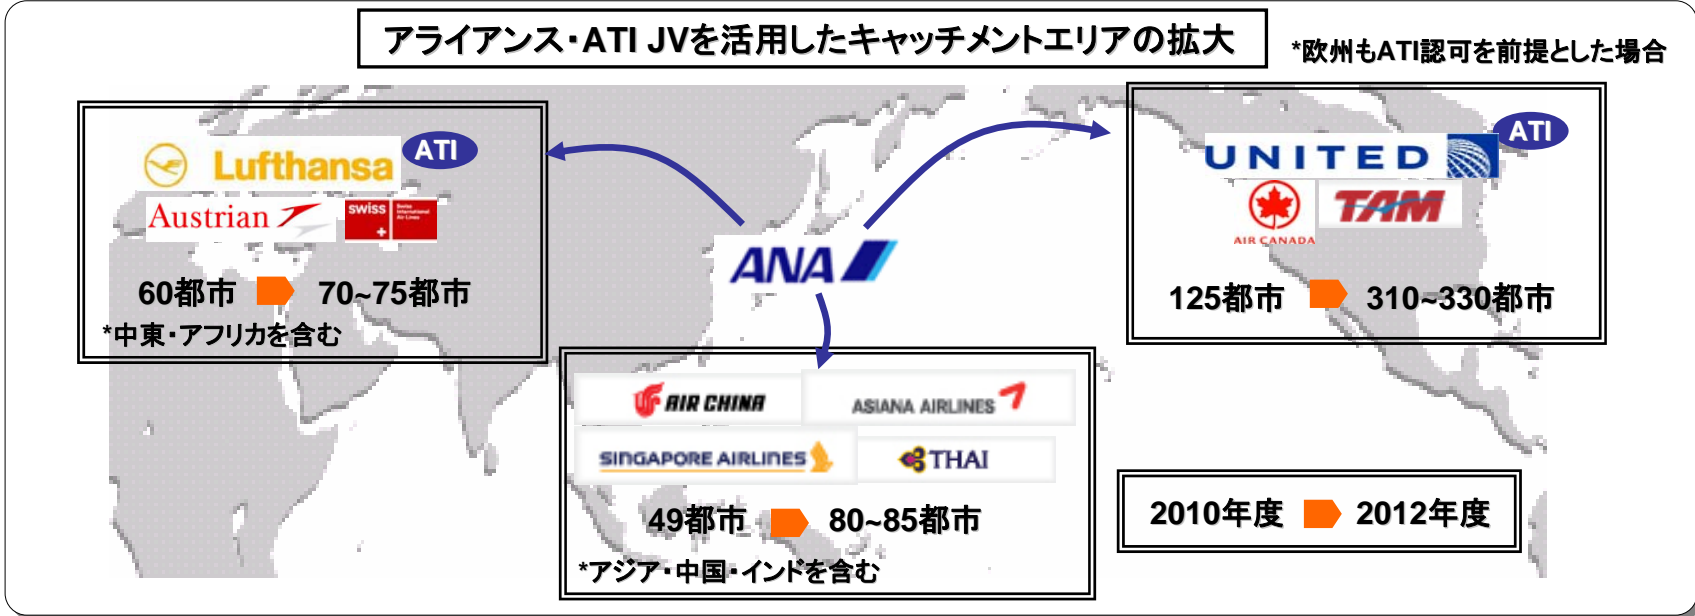 アライアンス・ATI JVを活用したキャッチメントエリアの拡大
*欧州もATI認可を前提とした場合
Lufthansa
ATI
Austrian
swiss
Swiss
International
Air Lines
60都市
70~75都市
*中東・アフリカを含む
ANA
UNITED
ATI
AIR CANADA
TAM
125都市
310~330都市
AIR CHINA
ASIANA AIRLINES
SINGAPORE AIRLINES
THAI
49都市
80~85都市
*アジア・中国・インドを含む
2010年度
2012年度